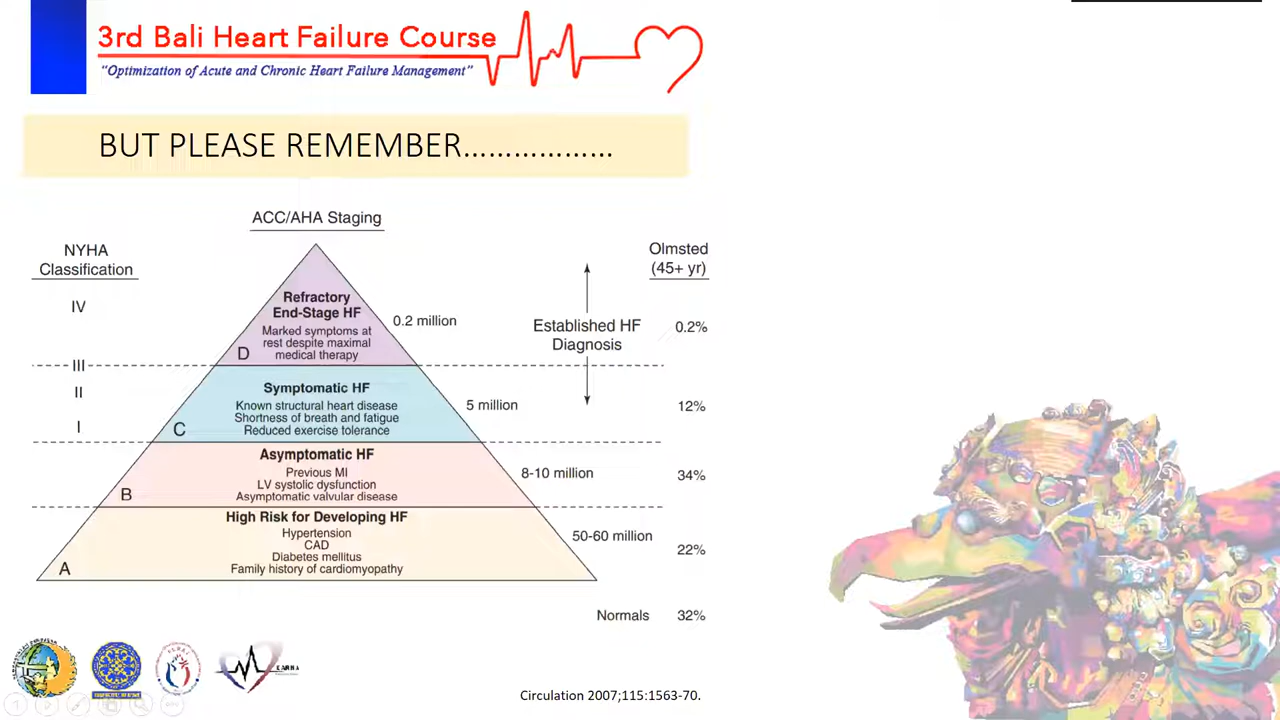 3rd Bali Heart Failure Course
“Optimization of Acute and Chronic Heart Failure Management”
BUT PLEASE REMEMBER………………
ACC/AHA Staging
NYHA
Classification
Olmsted
(45+ yr)
IV
Refractory
End-Stage HF
Marked symptoms at
rest despite maximal
medical therapy
D
0.2 million
Established HF
Diagnosis
0.2%
III
II
I
Symptomatic HF
Known structural heart disease
Shortness of breath and fatigue
Reduced exercise tolerance
C
5 million
12%
Asymptomatic HF
Previous MI
LV systolic dysfunction
Asymptomatic valvular disease
B
8-10 million
34%
High Risk for Developing HF
Hypertension
CAD
Diabetes mellitus
Family history of cardiomyopathy
A
50-60 million
22%
Normals
32%
Circulation 2007;115:1563-70.